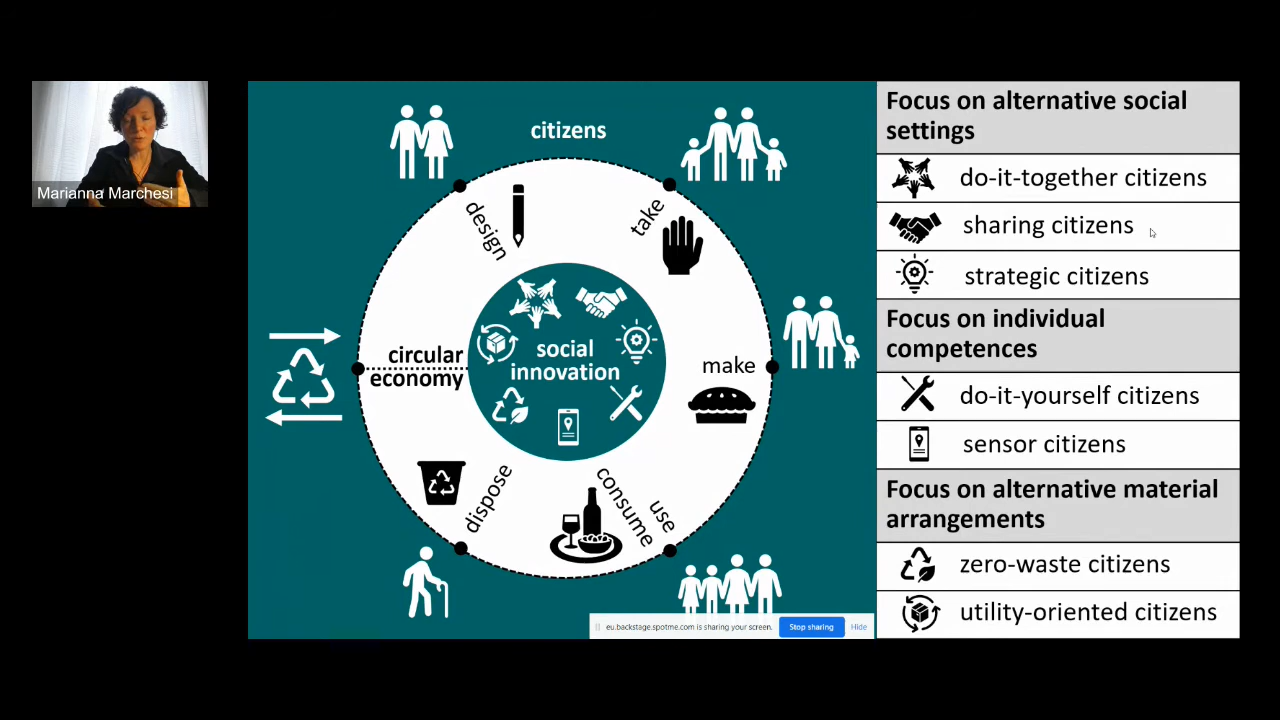 Marianna Marchesi
citizens
design
take
circular
economy
social
innovation
make
dispose
consume
use
eu.backstage.spotme.com is sharing your screen.
Stop sharing
Hide
Focus on alternative social
settings
do-it-together citizens
sharing citizens
strategic citizens
Focus on individual
competences
do-it-yourself citizens
sensor citizens
Focus on alternative material
arrangements
zero-waste citizens
utility-oriented citizens